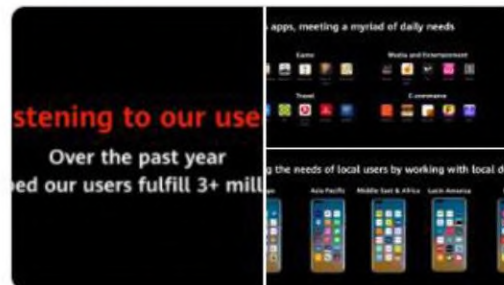 stening to our use
Over the past year
ed our users fulfill 3+ mill
apps, meeting a myriad of daily needs
Game
Media and Entertainment
Travel
E-commerce
g the needs of local users by working with local d
Asia Pacific
Middle East & Africa
Latin America